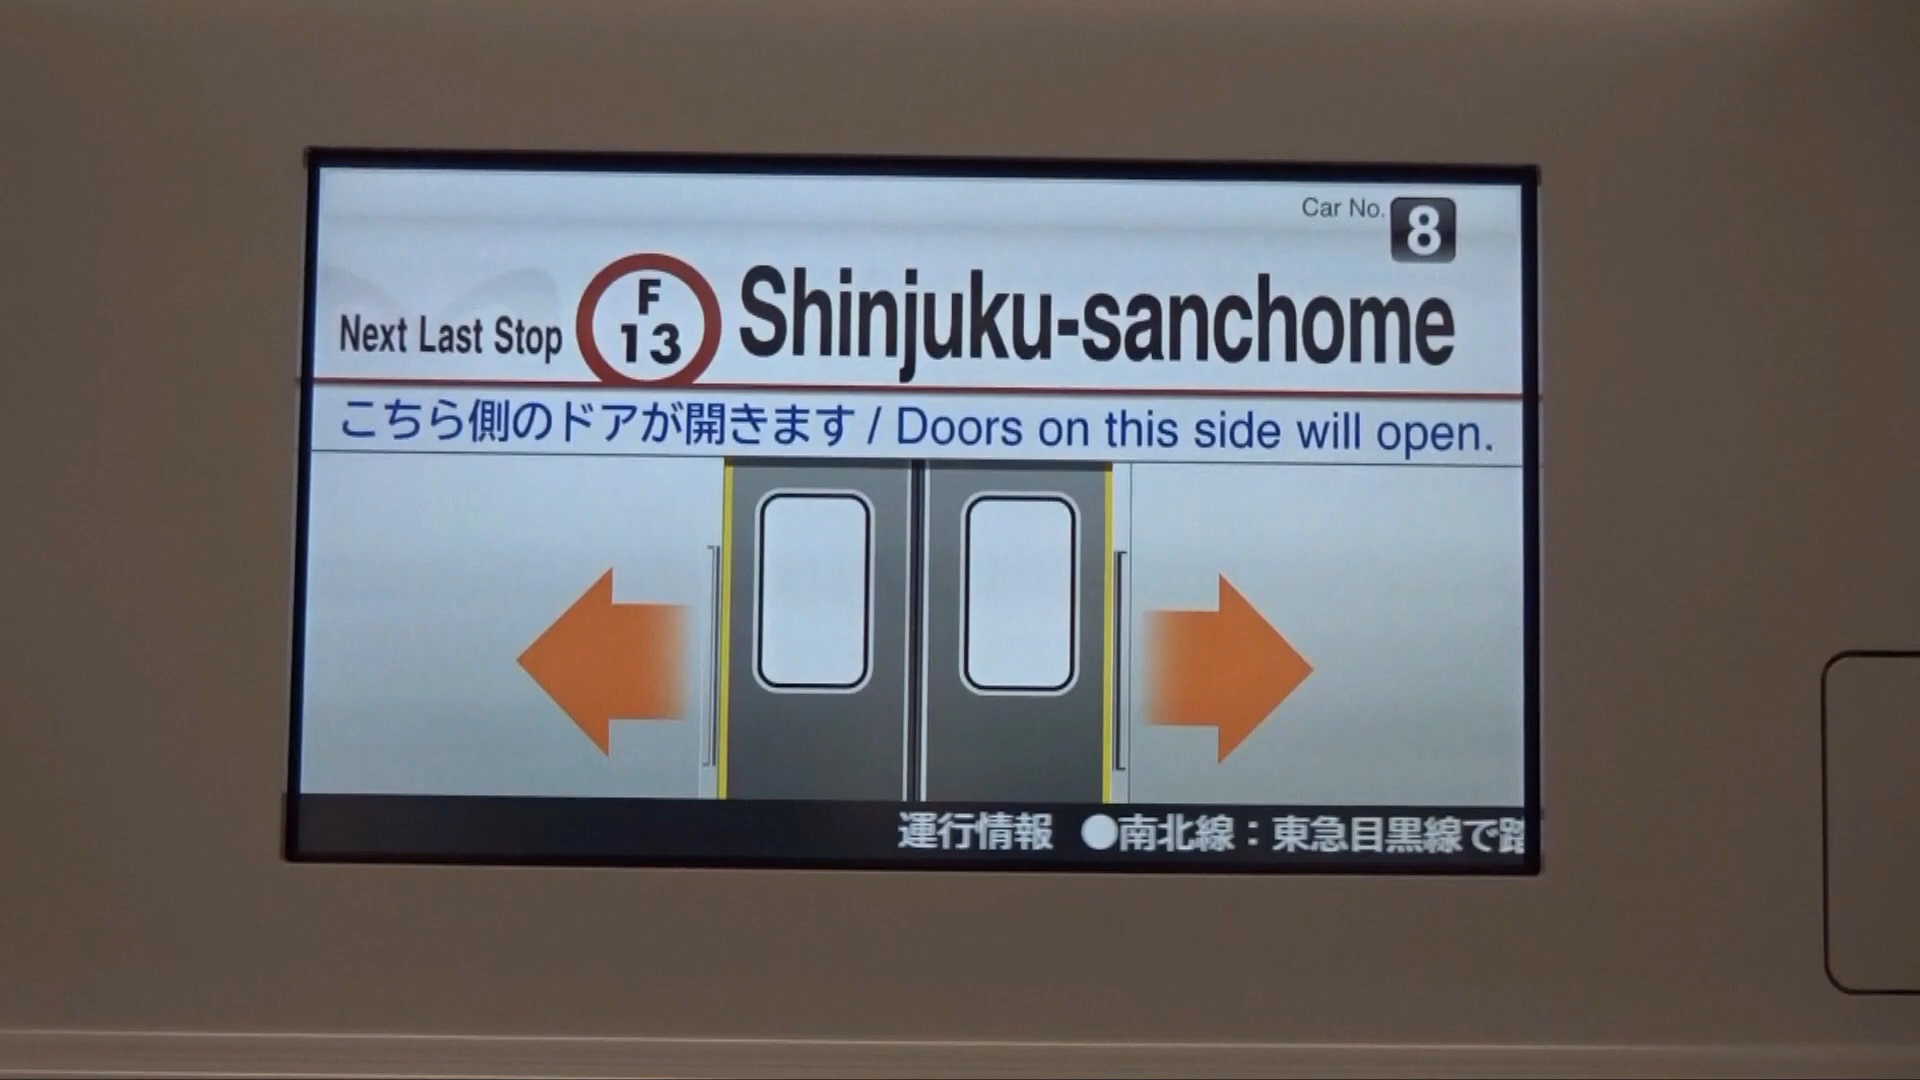 Car No. 8
Next Last Stop F 13 Shinjuku-sanchome
こちら側のドアが開きます / Doors on this side will open.
運行情報 ●南北線：東急目黒線で